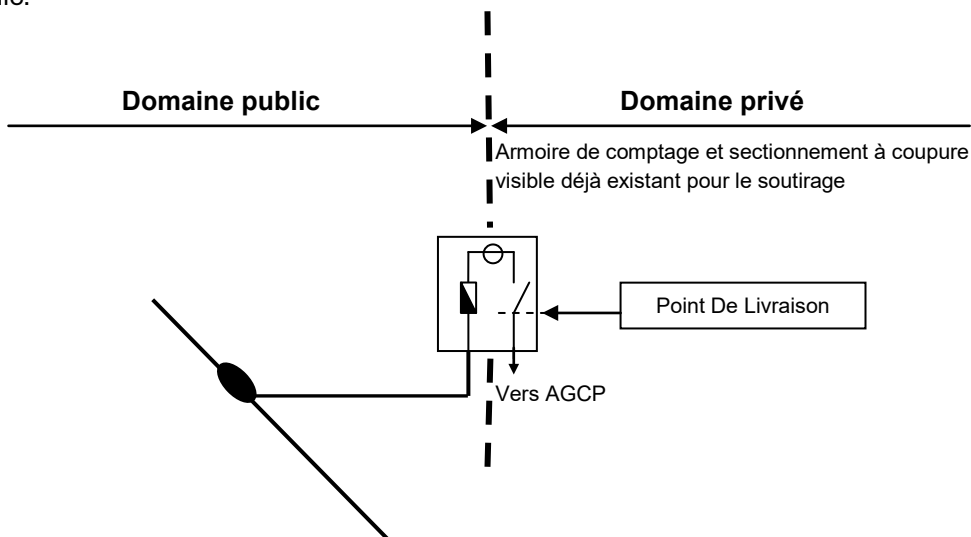 Domaine public
Domaine privé
Armoire de comptage et sectionnement à coupure
visible déjà existant pour le soutirage
Point De Livraison
Vers AGCP